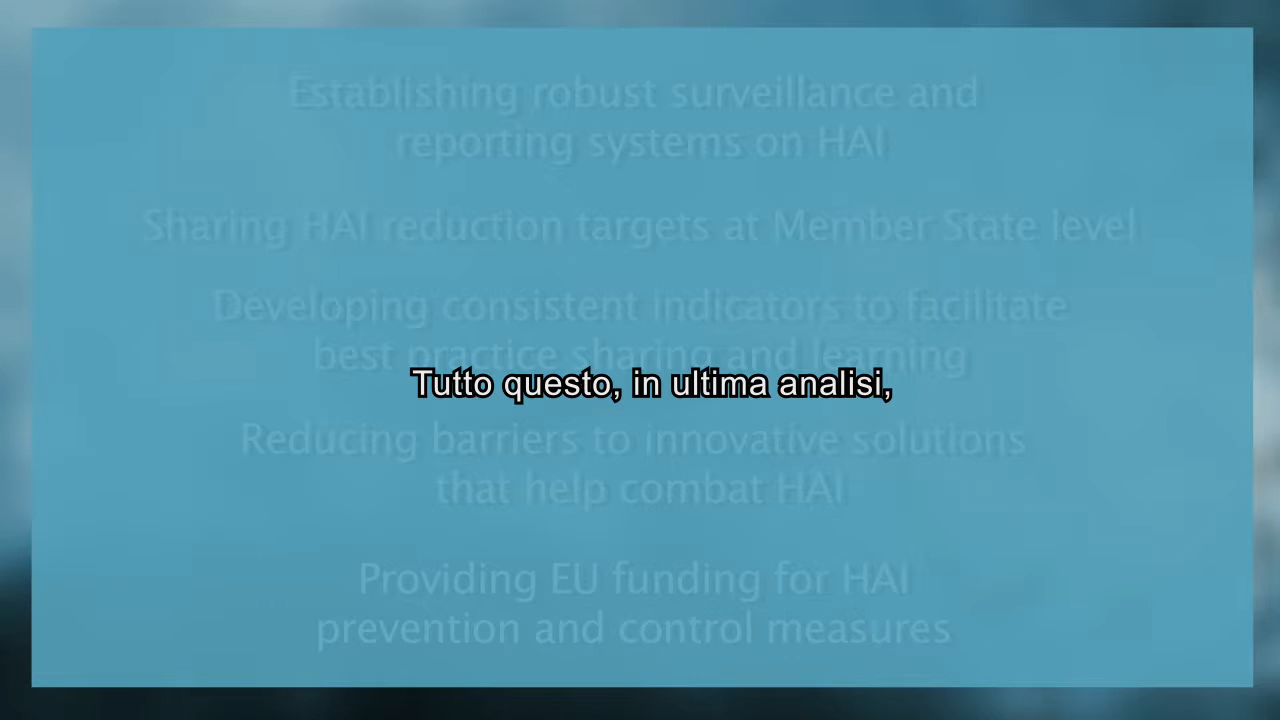 Establishing robust surveillance and
reporting systems on HAI
Sharing HAI reduction targets at Member State level
Developing consistent indicators to facilitate
best practice sharing and learning
Tutto questo, in ultima analisi,
Reducing barriers to innovative solutions
that help combat HAI
Providing EU funding for HAI
prevention and control measures